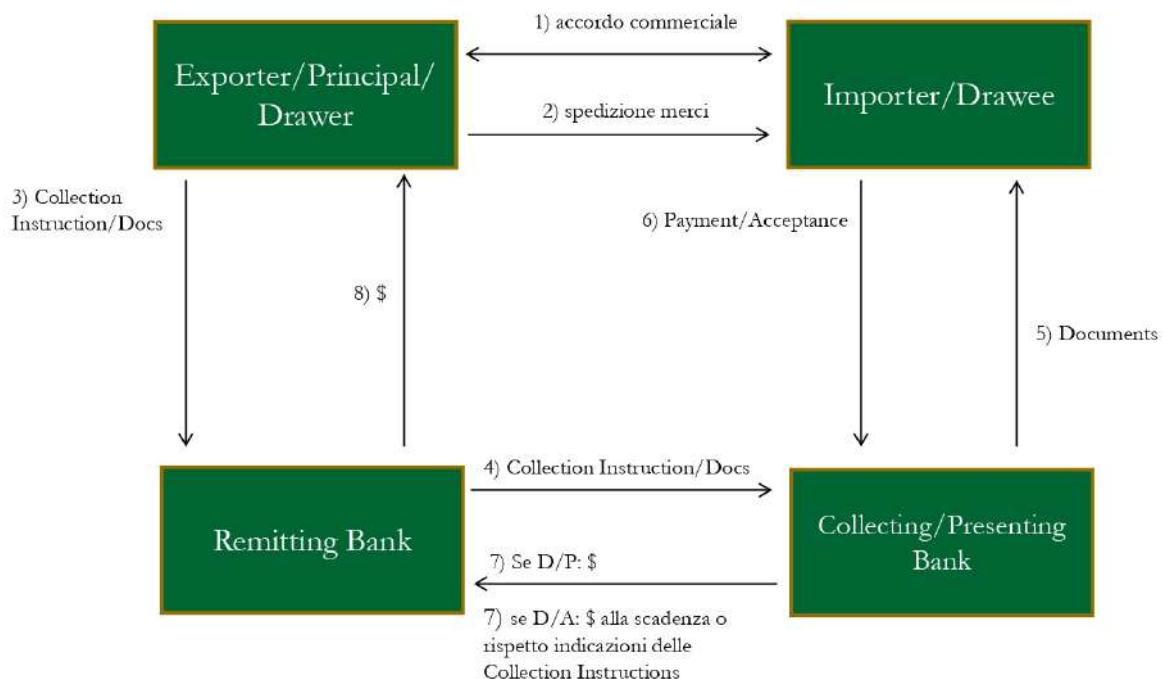 1) accordo commerciale
Exporter/Principal/
Drawer
Importer/Drawee
2) spedizione merci
3) Collection
Instruction/Docs
6) Payment/Acceptance
8) $
5) Documents
4) Collection Instruction/Docs
Remitting Bank
Collecting/Presenting
Bank
7) Se D/P: $
7) se D/A: $ alla scadenza o
rispetto indicazioni delle
Collection Instructions